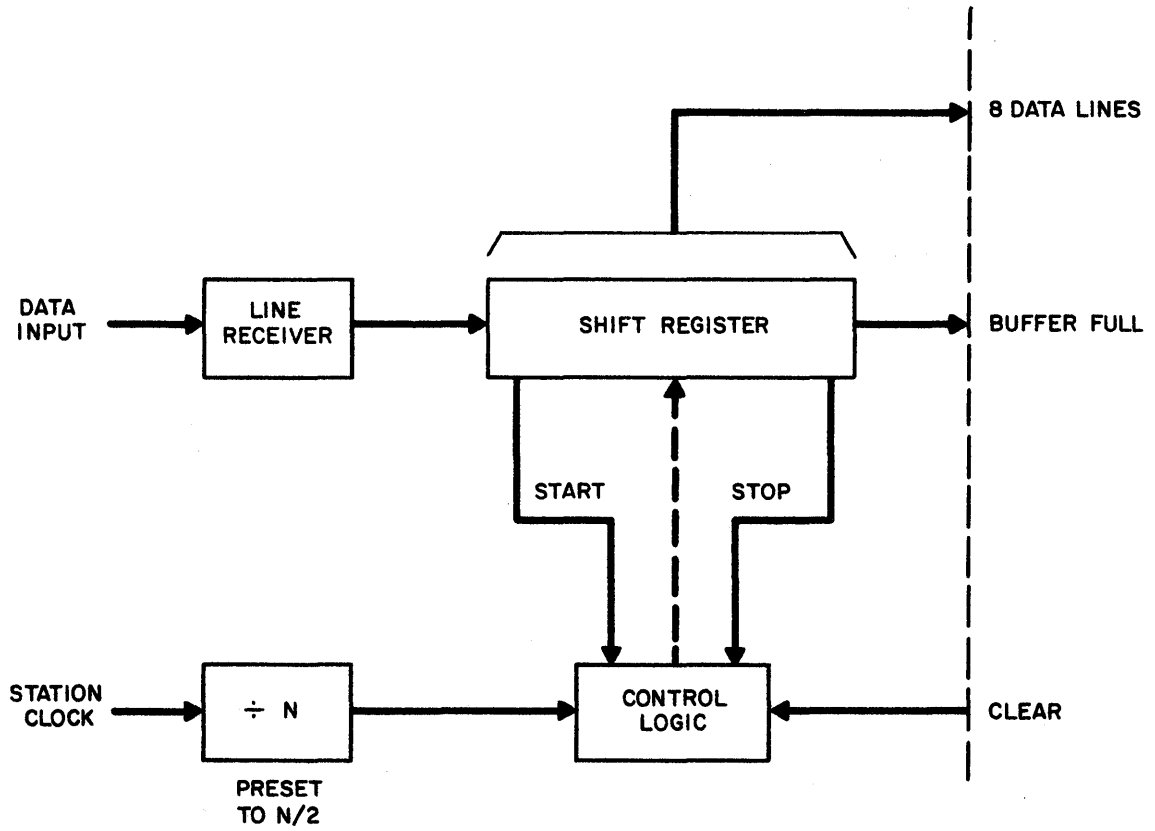 8 DATA LINES
DATA
INPUT
LINE
RECEIVER
SHIFT REGISTER
BUFFER FULL
START
STOP
STATION
CLOCK
÷ N
CONTROL
LOGIC
CLEAR
PRESET
TO N/2